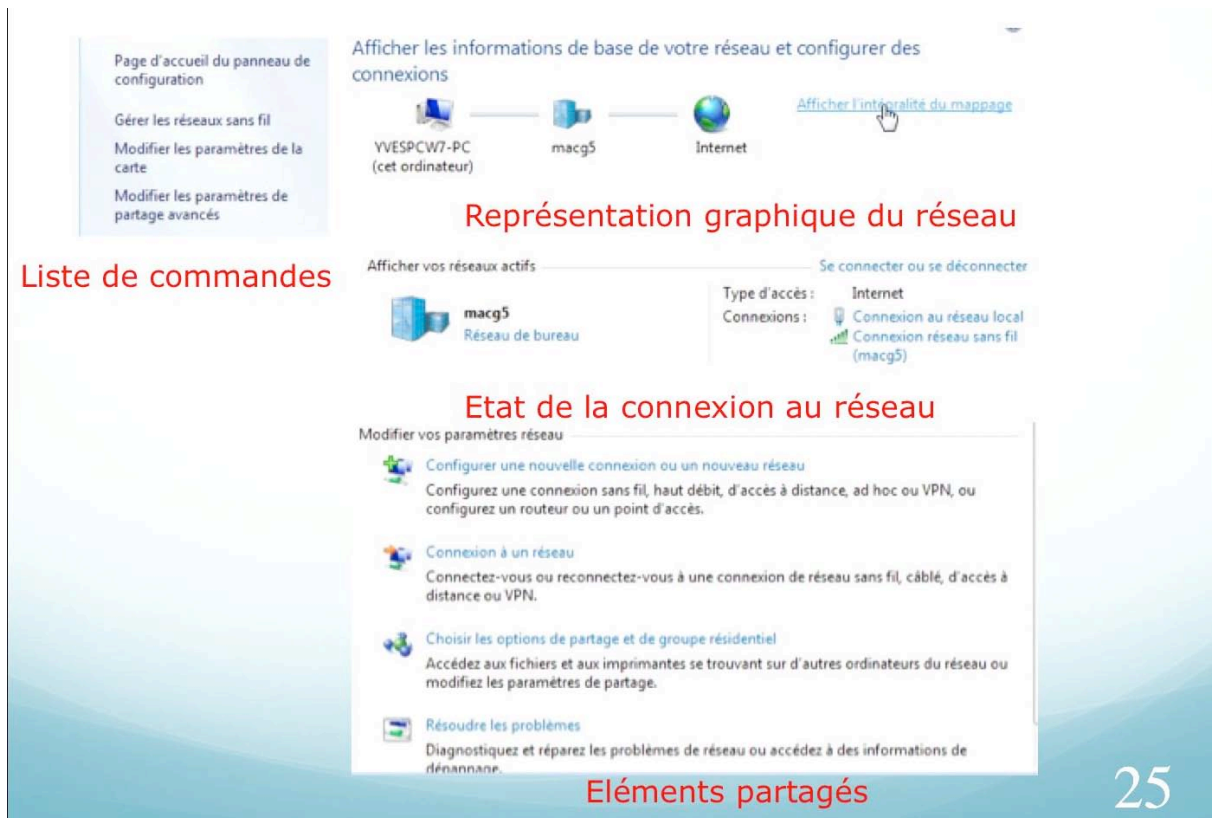 Page d'accueil du panneau de
configuration
Gérer les réseaux sans fil
Modifier les paramètres de la
carte
Modifier les paramètres de
partage avancés
Liste de commandes
Afficher les informations de base de votre réseau et configurer des
connexions
Afficher l'intégralité du mappage
YVESPCW7-PC
(cet ordinateur)
macg5
Internet
Représentation graphique du réseau
Afficher vos réseaux actifs
Se connecter ou se déconnecter
macg5
Réseau de bureau
Type d'accès : Internet
Connexions : Connexion au réseau local
Connexion réseau sans fil
(macg5)
Etat de la connexion au réseau
Modifier vos paramètres réseau
Configurer une nouvelle connexion ou un nouveau réseau
Configurez une connexion sans fil, haut débit, d'accès à distance, ad hoc ou VPN, ou
configurez un routeur ou un point d'accès.
Connexion à un réseau
Connectez-vous ou reconnectez-vous à une connexion de réseau sans fil, câblé, d'accès à
distance ou VPN.
Choisir les options de partage et de groupe résidentiel
Accédez aux fichiers et aux imprimantes se trouvant sur d'autres ordinateurs du réseau ou
modifiez les paramètres de partage.
Résoudre les problèmes
Diagnostiquez et réparez les problèmes de réseau ou accédez à des informations de
dépannage.
Eléments partagés
25